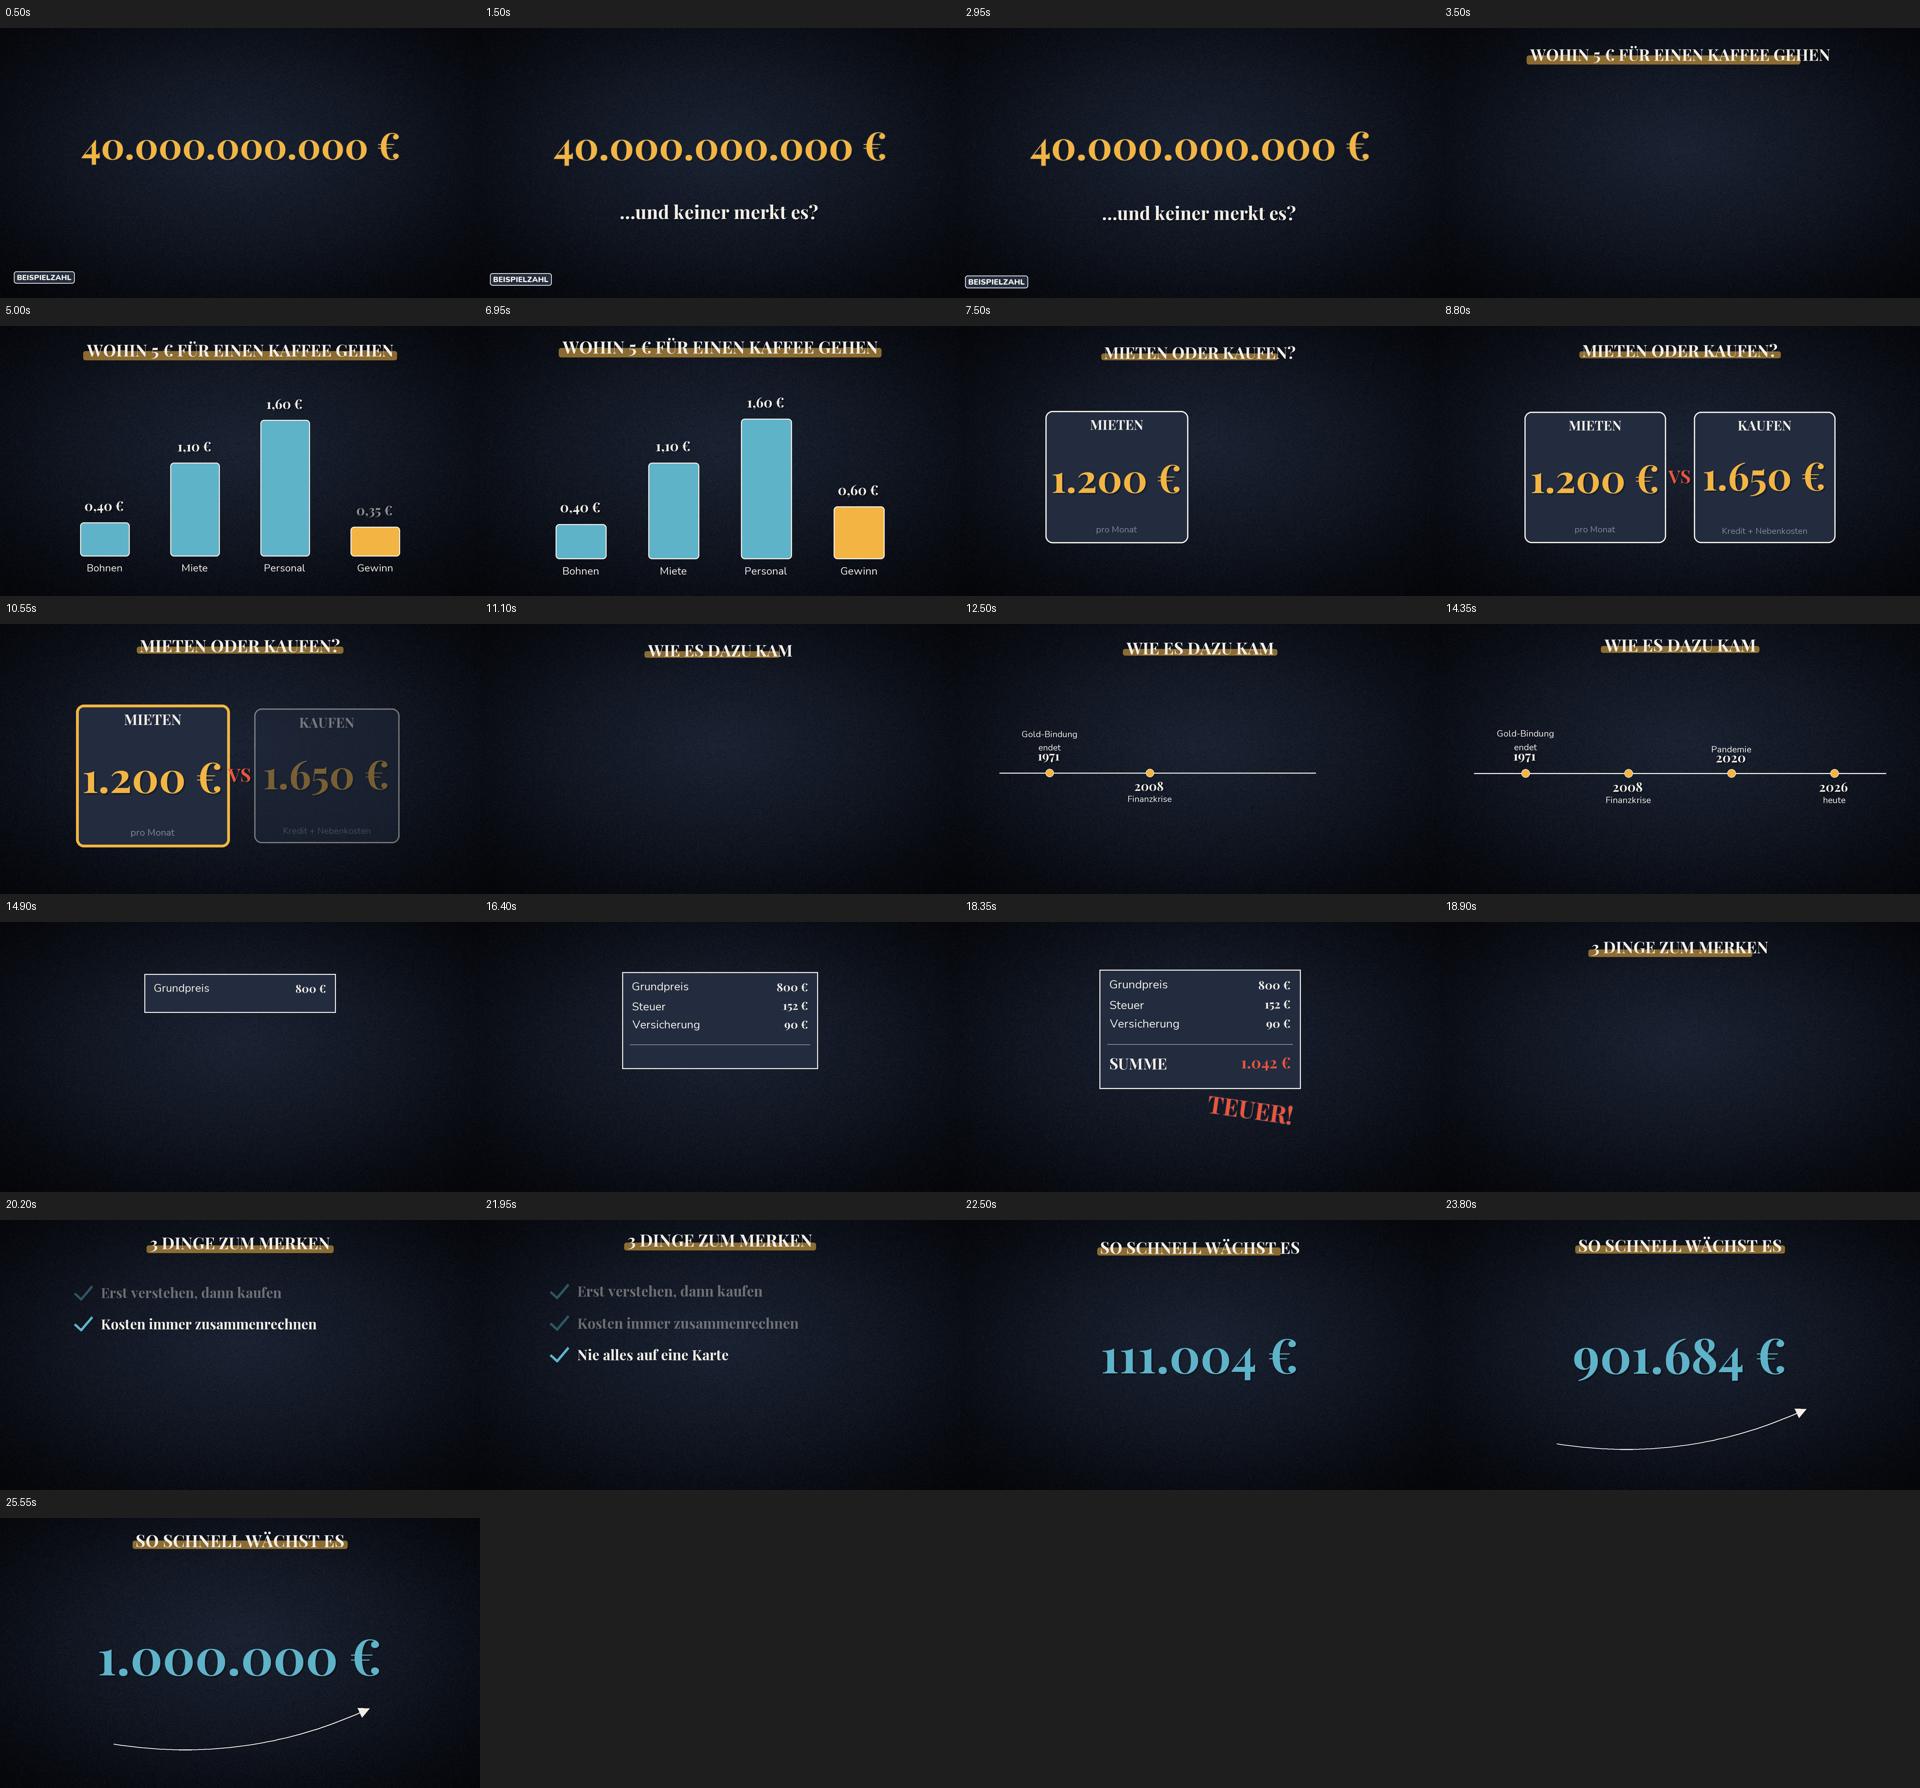 0.50s
40.000.000.000 €
BEISPIELZAHL
1.50s
40.000.000.000 €
...und keiner merkt es?
BEISPIELZAHL
2.95s
40.000.000.000 €
...und keiner merkt es?
BEISPIELZAHL
3.50s
WOHIN 5 € FÜR EINEN KAFFEE GEHEN
5.00s
WOHIN 5 € FÜR EINEN KAFFEE GEHEN
0,40 €
1,10 €
1,60 €
0,35 €
Bohnen
Miete
Personal
Gewinn
6.95s
WOHIN 5 € FÜR EINEN KAFFEE GEHEN
0,40 €
1,10 €
1,60 €
0,60 €
Bohnen
Miete
Personal
Gewinn
7.50s
MIETEN ODER KAUFEN?
MIETEN
1.200 €
pro Monat
8.80s
MIETEN ODER KAUFEN?
MIETEN
1.200 €
pro Monat
VS
KAUFEN
1.650 €
Kredit + Nebenkosten
10.55s
MIETEN ODER KAUFEN?
MIETEN
1.200 €
pro Monat
VS
KAUFEN
1.650 €
Kredit + Nebenkosten
11.10s
WIE ES DAZU KAM
12.50s
WIE ES DAZU KAM
Gold-Bindung
endet
1971
2008
Finanzkrise
14.35s
WIE ES DAZU KAM
Gold-Bindung
endet
1971
2008
Finanzkrise
Pandemie
2020
2026
heute
14.90s
Grundpreis 800 €
16.40s
Grundpreis 800 €
Steuer 152 €
Versicherung 90 €
18.35s
Grundpreis 800 €
Steuer 152 €
Versicherung 90 €
SUMME 1.042 €
TEUER!
18.90s
3 DINGE ZUM MERKEN
20.20s
3 DINGE ZUM MERKEN
Erst verstehen, dann kaufen
Kosten immer zusammenrechnen
21.95s
3 DINGE ZUM MERKEN
Erst verstehen, dann kaufen
Kosten immer zusammenrechnen
Nie alles auf eine Karte
22.50s
SO SCHNELL WÄCHST ES
111.004 €
23.80s
SO SCHNELL WÄCHST ES
901.684 €
25.55s
SO SCHNELL WÄCHST ES
1.000.000 €